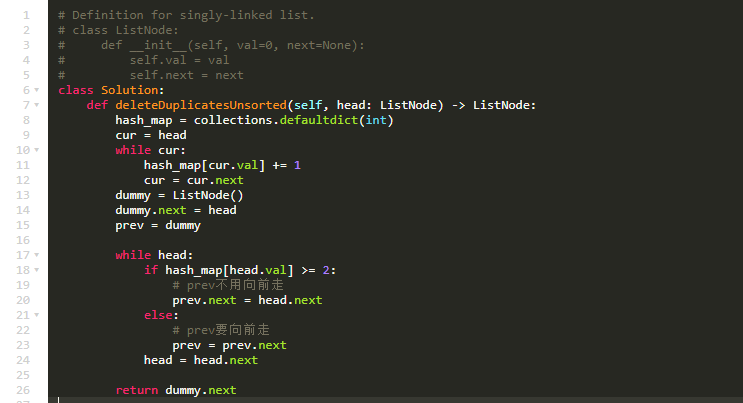 1 # Definition for singly-linked list.
2 # class ListNode:
3 #     def __init__(self, val=0, next=None):
4 #         self.val = val
5 #         self.next = next
6 class Solution:
7     def deleteDuplicatesUnsorted(self, head: ListNode) -> ListNode:
8         hash_map = collections.defaultdict(int)
9         cur = head
10         while cur:
11             hash_map[cur.val] += 1
12             cur = cur.next
13         dummy = ListNode()
14         dummy.next = head
15         prev = dummy
16
17         while head:
18             if hash_map[head.val] >= 2:
19                 # prev不用向前走
20                 prev.next = head.next
21             else:
22                 # prev要向前走
23                 prev = prev.next
24             head = head.next
25
26         return dummy.next
27